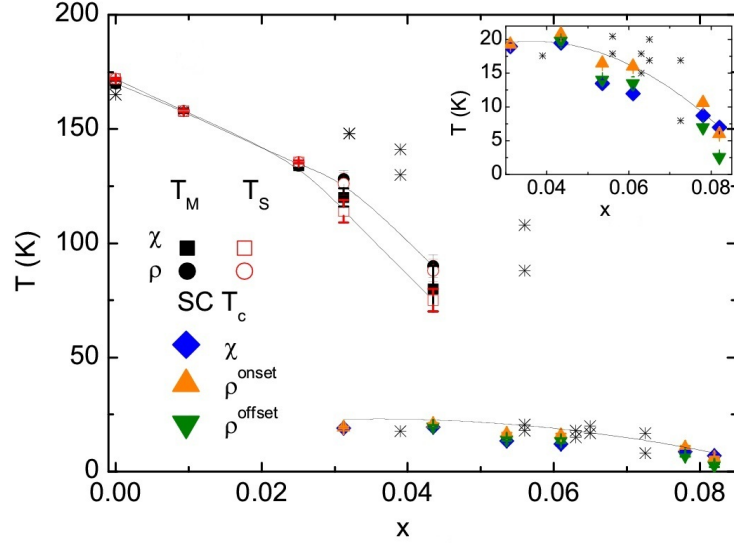 200
150
100
50
0
T (K)
0.00
0.02
0.04
0.06
0.08
x
T_M T_S
χ
ρ
SC T_c
χ
ρ^onset
ρ^offset
20
15
10
5
0
T (K)
0.04
0.06
0.08
x